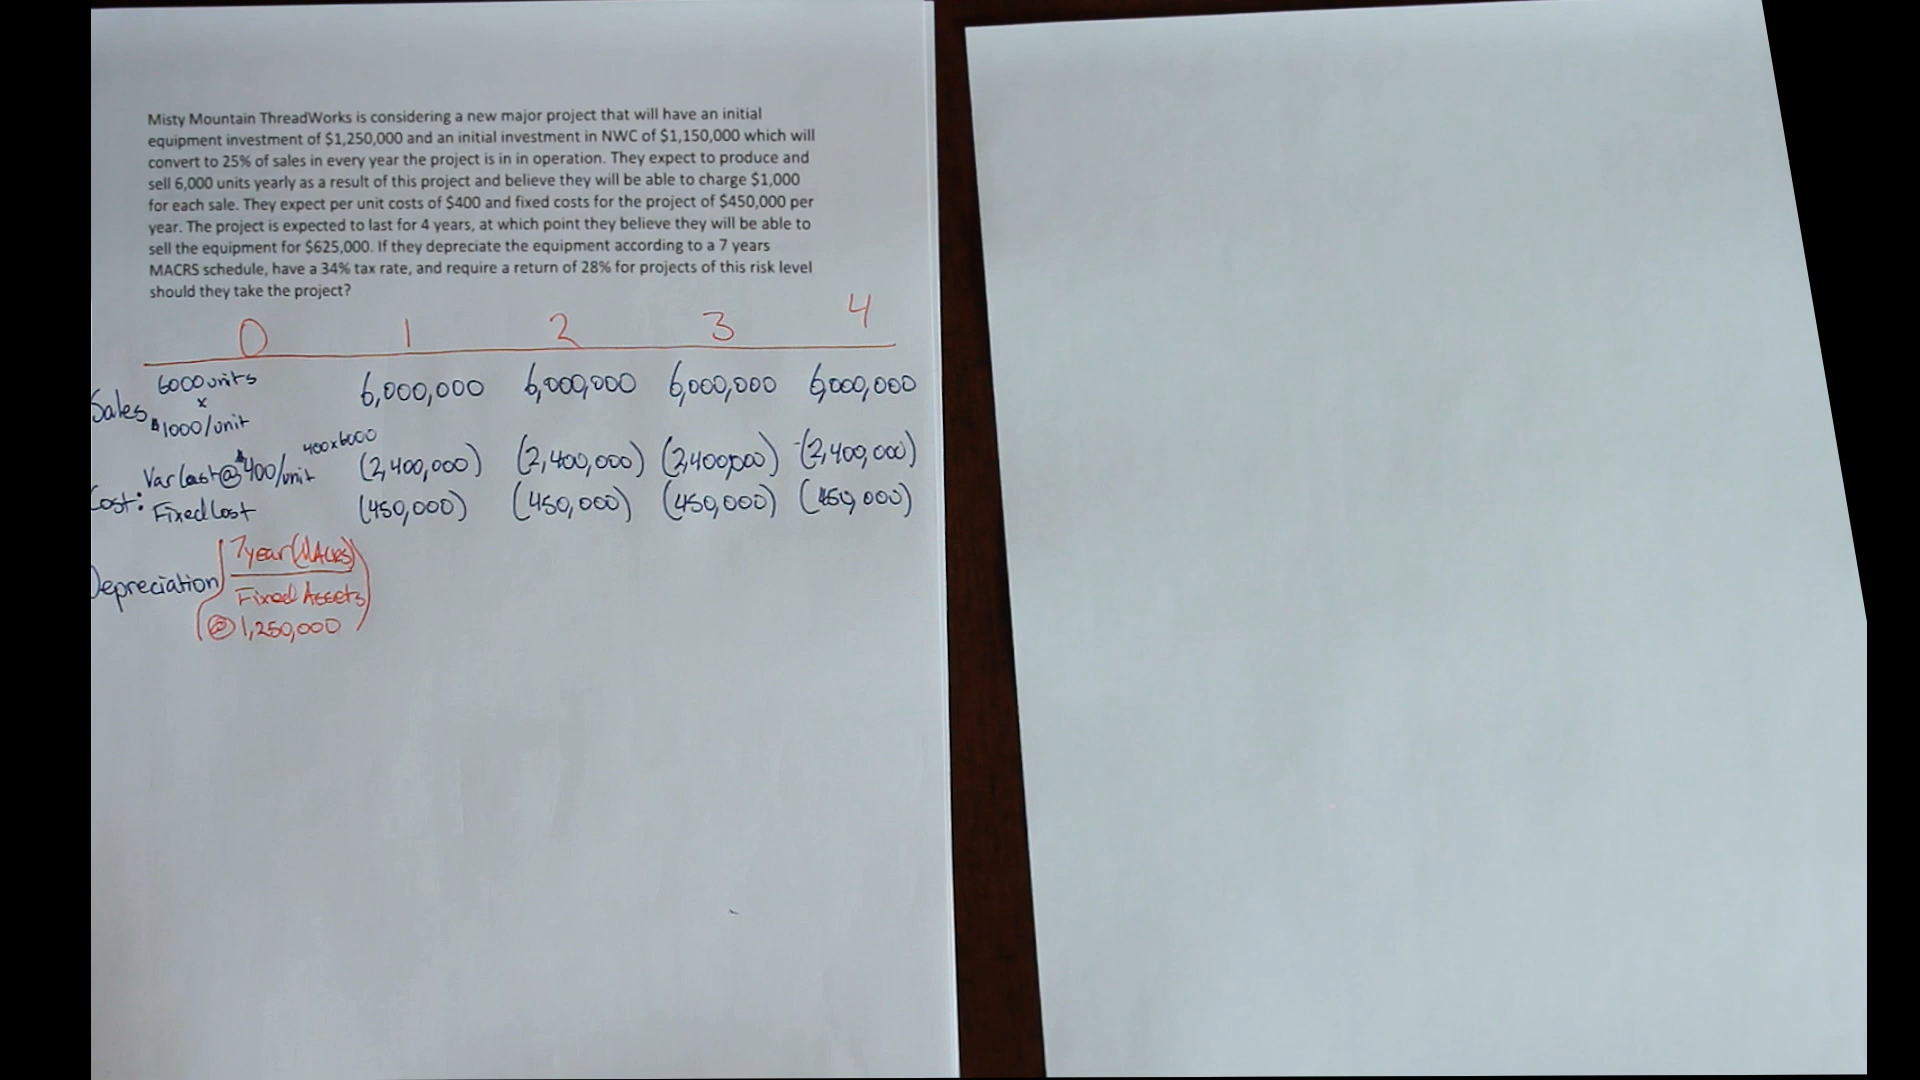 Misty Mountain ThreadWorks is considering a new major project that will have an initial
equipment investment of $1,250,000 and an initial investment in NWC of $1,150,000 which will
convert to 25% of sales in every year the project is in in operation. They expect to produce and
sell 6,000 units yearly as a result of this project and believe they will be able to charge $1,000
for each sale. They expect per unit costs of $400 and fixed costs for the project of $450,000 per
year. The project is expected to last for 4 years, at which point they believe they will be able to
sell the equipment for $625,000. If they depreciate the equipment according to a 7 years
MACRS schedule, have a 34% tax rate, and require a return of 28% for projects of this risk level
should they take the project?
0 1 2 3 4
Sales 6000 units x $1000/unit 6,000,000 6,000,000 6,000,000 6,000,000
400x6000
Var Cost @ $400/unit (2,400,000) (2,400,000) (2,400,000) (2,400,000)
Cost: Fixed Cost (450,000) (450,000) (450,000) (450,000)
7 year (MACRS)
Depreciation Fixed Assets
@ 1,250,000